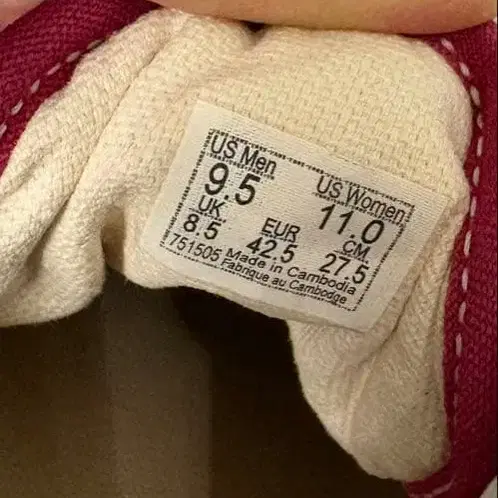 US Men US Women
9.5 11.0
UK EUR CM.
8.5 42.5 27.5
751505 Made in Cambodia
Fabrique au Cambodge